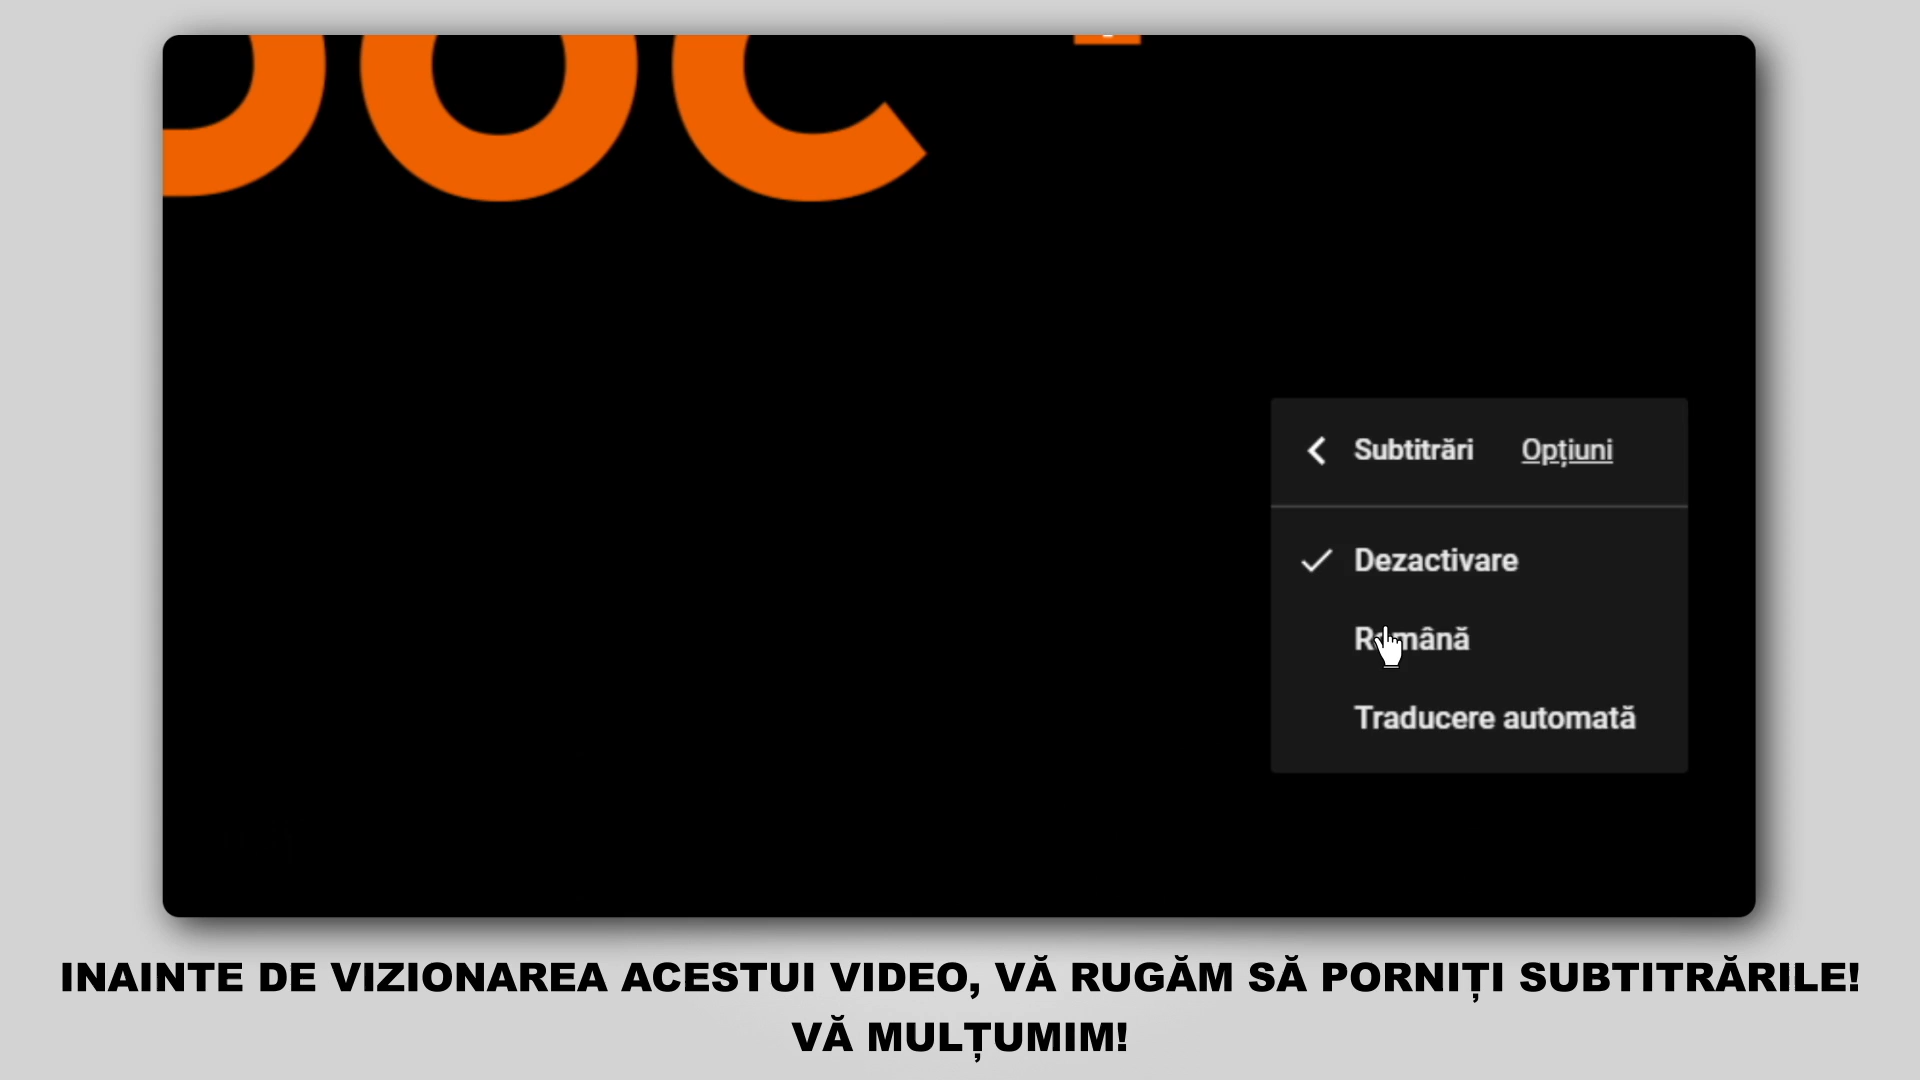 Subtitrări Opțiuni
Dezactivare
Română
Traducere automată
INAINTE DE VIZIONAREA ACESTUI VIDEO, VĂ RUGĂM SĂ PORNIȚI SUBTITRĂRILE!
VĂ MULȚUMIM!